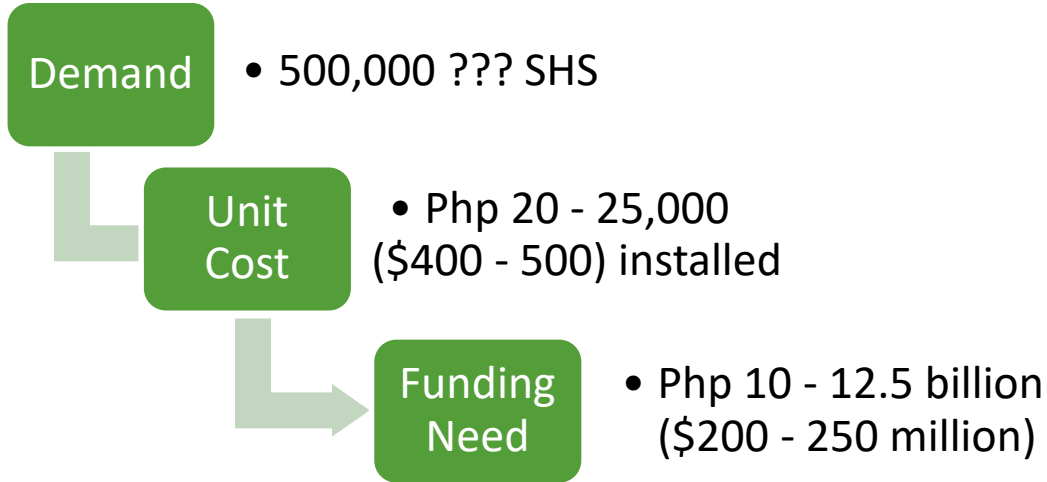 Demand
• 500,000 ??? SHS
Unit
Cost
• Php 20 - 25,000
($400 - 500) installed
Funding
Need
• Php 10 - 12.5 billion
($200 - 250 million)